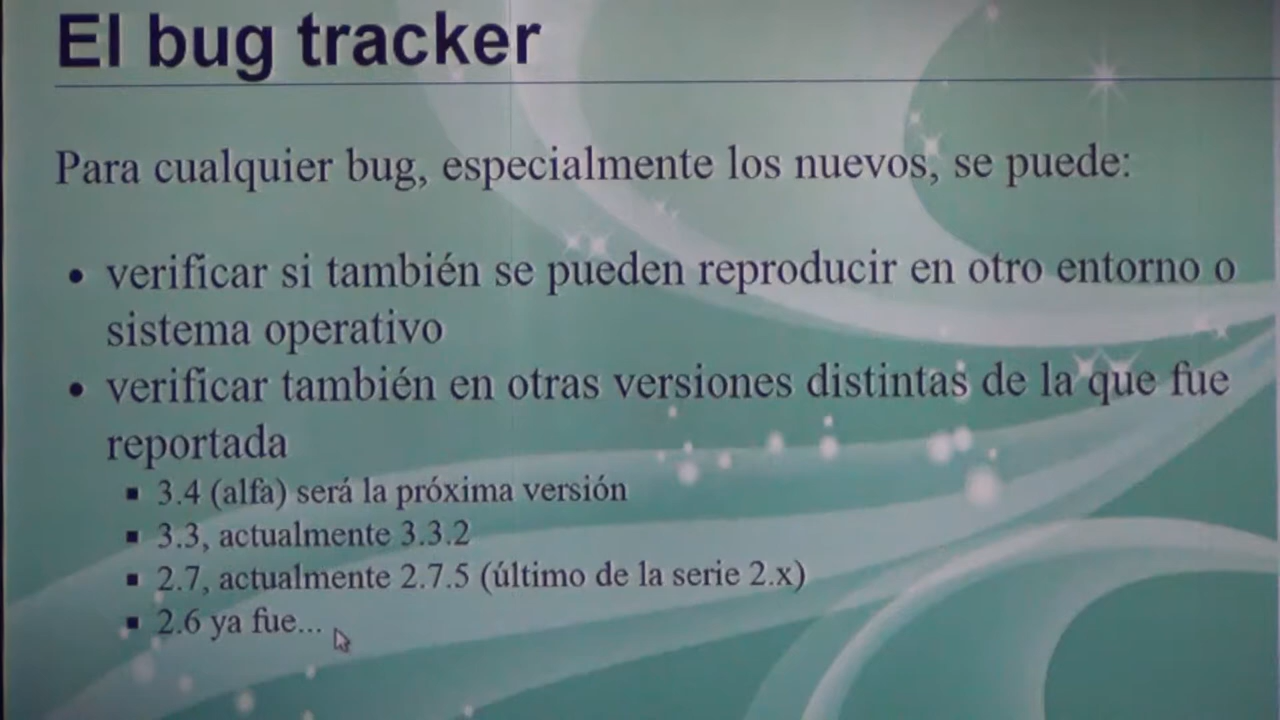 El bug tracker
Para cualquier bug, especialmente los nuevos, se puede:
• verificar si también se pueden reproducir en otro entorno o
sistema operativo
• verificar también en otras versiones distintas de la que fue
reportada
▪ 3.4 (alfa) será la próxima versión
▪ 3.3, actualmente 3.3.2
▪ 2.7, actualmente 2.7.5 (último de la serie 2.x)
▪ 2.6 ya fue...